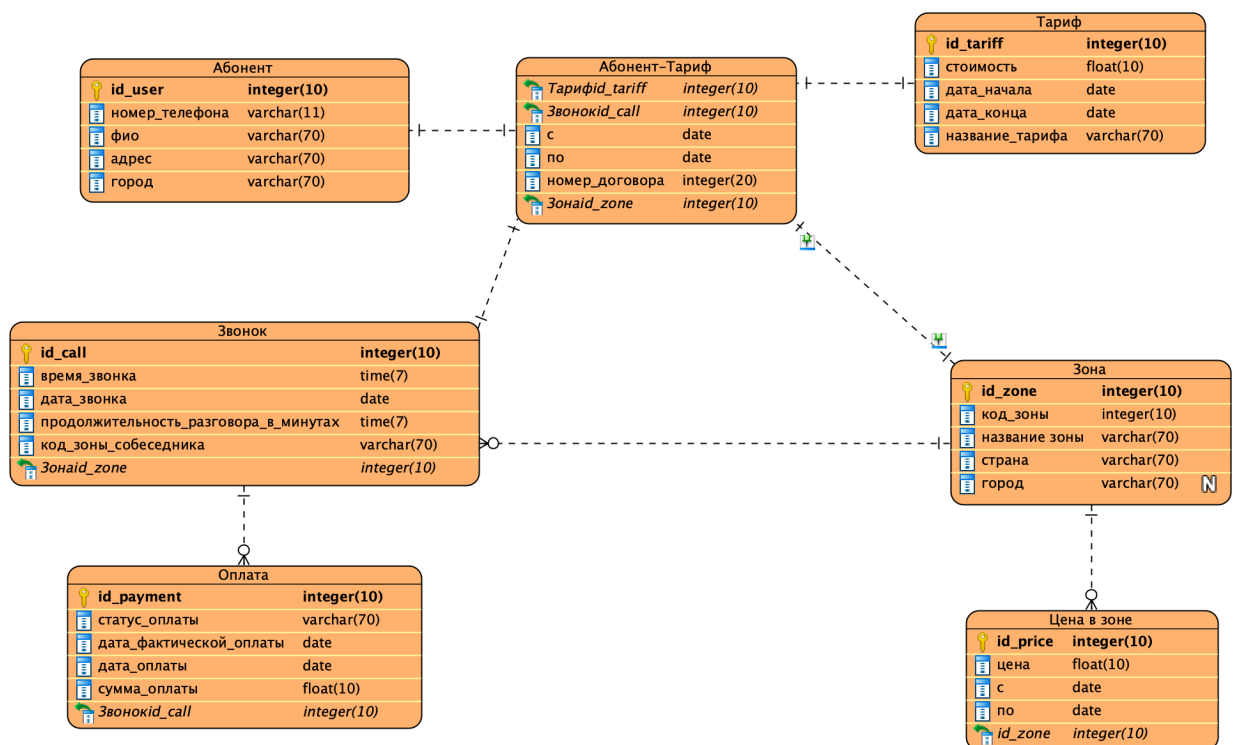 Тариф
id_tariff integer(10)
стоимость float(10)
дата_начала date
дата_конца date
название_тарифа varchar(70)
Абонент
id_user integer(10)
номер_телефона varchar(11)
фио varchar(70)
адрес varchar(70)
город varchar(70)
Абонент-Тариф
Тарифid_tariff integer(10)
Звонокid_call integer(10)
с date
по date
номер_договора integer(20)
Зонаid_zone integer(10)
Звонок
id_call integer(10)
время_звонка time(7)
дата_звонка date
продолжительность_разговора_в_минутах time(7)
код_зоны_собеседника varchar(70)
Зонаid_zone integer(10)
Зона
id_zone integer(10)
код_зоны integer(10)
название зоны varchar(70)
страна varchar(70)
город varchar(70) N
Оплата
id_payment integer(10)
статус_оплаты varchar(70)
дата_фактической_оплаты date
дата_оплаты date
сумма_оплаты float(10)
Звонокid_call integer(10)
Цена в зоне
id_price integer(10)
цена float(10)
с date
по date
id_zone integer(10)